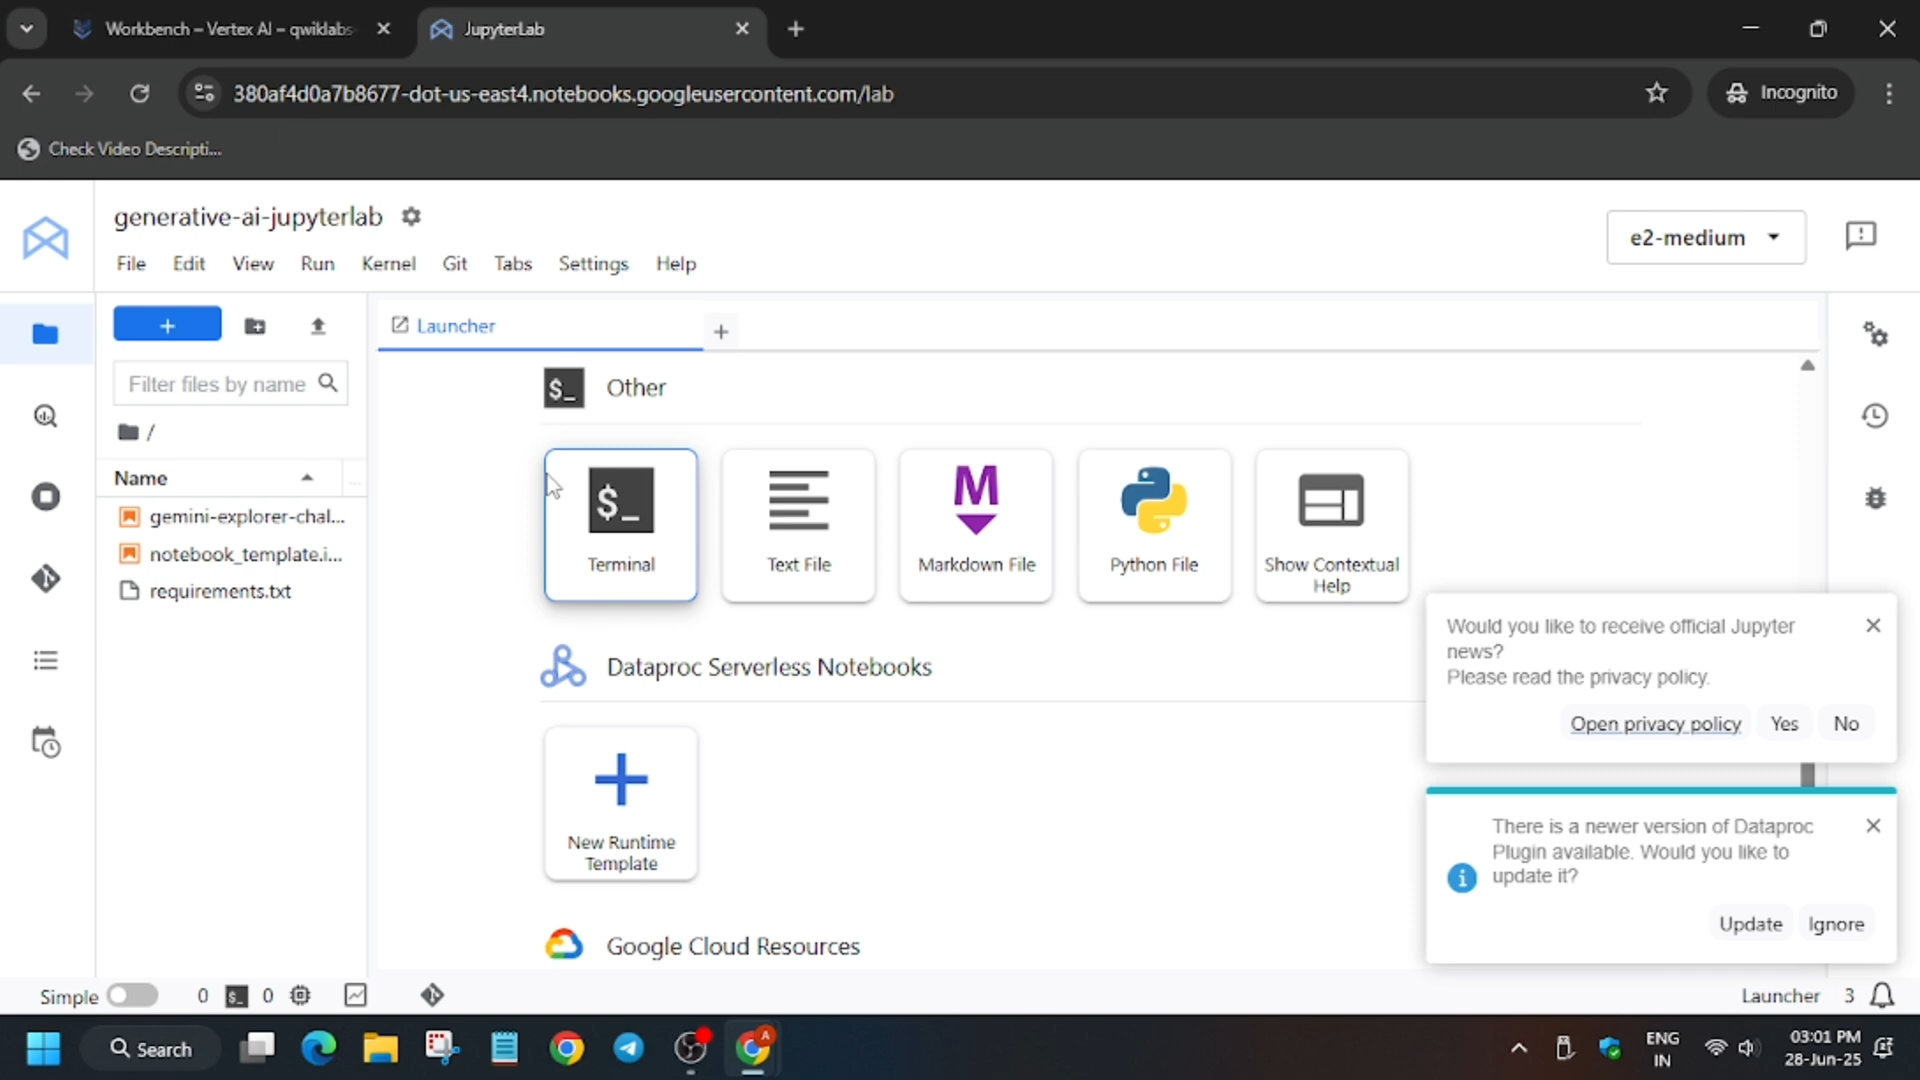 Workbench – Vertex AI – qwiklabs-
JupyterLab
380af4d0a7b8677-dot-us-east4.notebooks.googleusercontent.com/lab
Incognito
Check Video Descripti...
generative-ai-jupyterlab
e2-medium
File Edit View Run Kernel Git Tabs Settings Help
Launcher
Filter files by name
/
Name
gemini-explorer-chal...
notebook_template.i...
requirements.txt
$_ Other
$_
Terminal
Text File
M
Markdown File
Python File
Show Contextual
Help
Dataproc Serverless Notebooks
New Runtime
Template
Google Cloud Resources
Would you like to receive official Jupyter
news?
Please read the privacy policy.
Open privacy policy Yes No
There is a newer version of Dataproc
Plugin available. Would you like to
update it?
Update Ignore
Simple 0 $_ 0
Launcher 3
Search
A
ENG
IN
03:01 PM
28-Jun-25